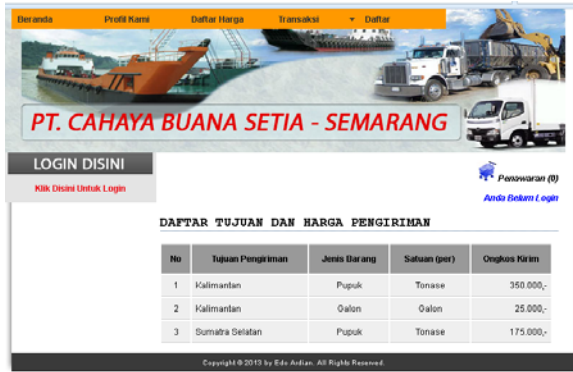 Beranda Profil Kami Daftar Harga Transaksi Daftar
PT. CAHAYA BUANA SETIA - SEMARANG
LOGIN DISINI
Klik Disini Untuk Login
Penawaran (0)
Anda Belum Login
DAFTAR TUJUAN DAN HARGA PENGIRIMAN
No Tujuan Pengiriman Jenis Barang Satuan (per) Ongkos Kirim
1 Kalimantan Pupuk Tonase 350.000,-
2 Kalimantan Galon Galon 25.000,-
3 Sumatra Selatan Pupuk Tonase 175.000,-
Copyright © 2013 by Edo Ardian. All Rights Reserved.